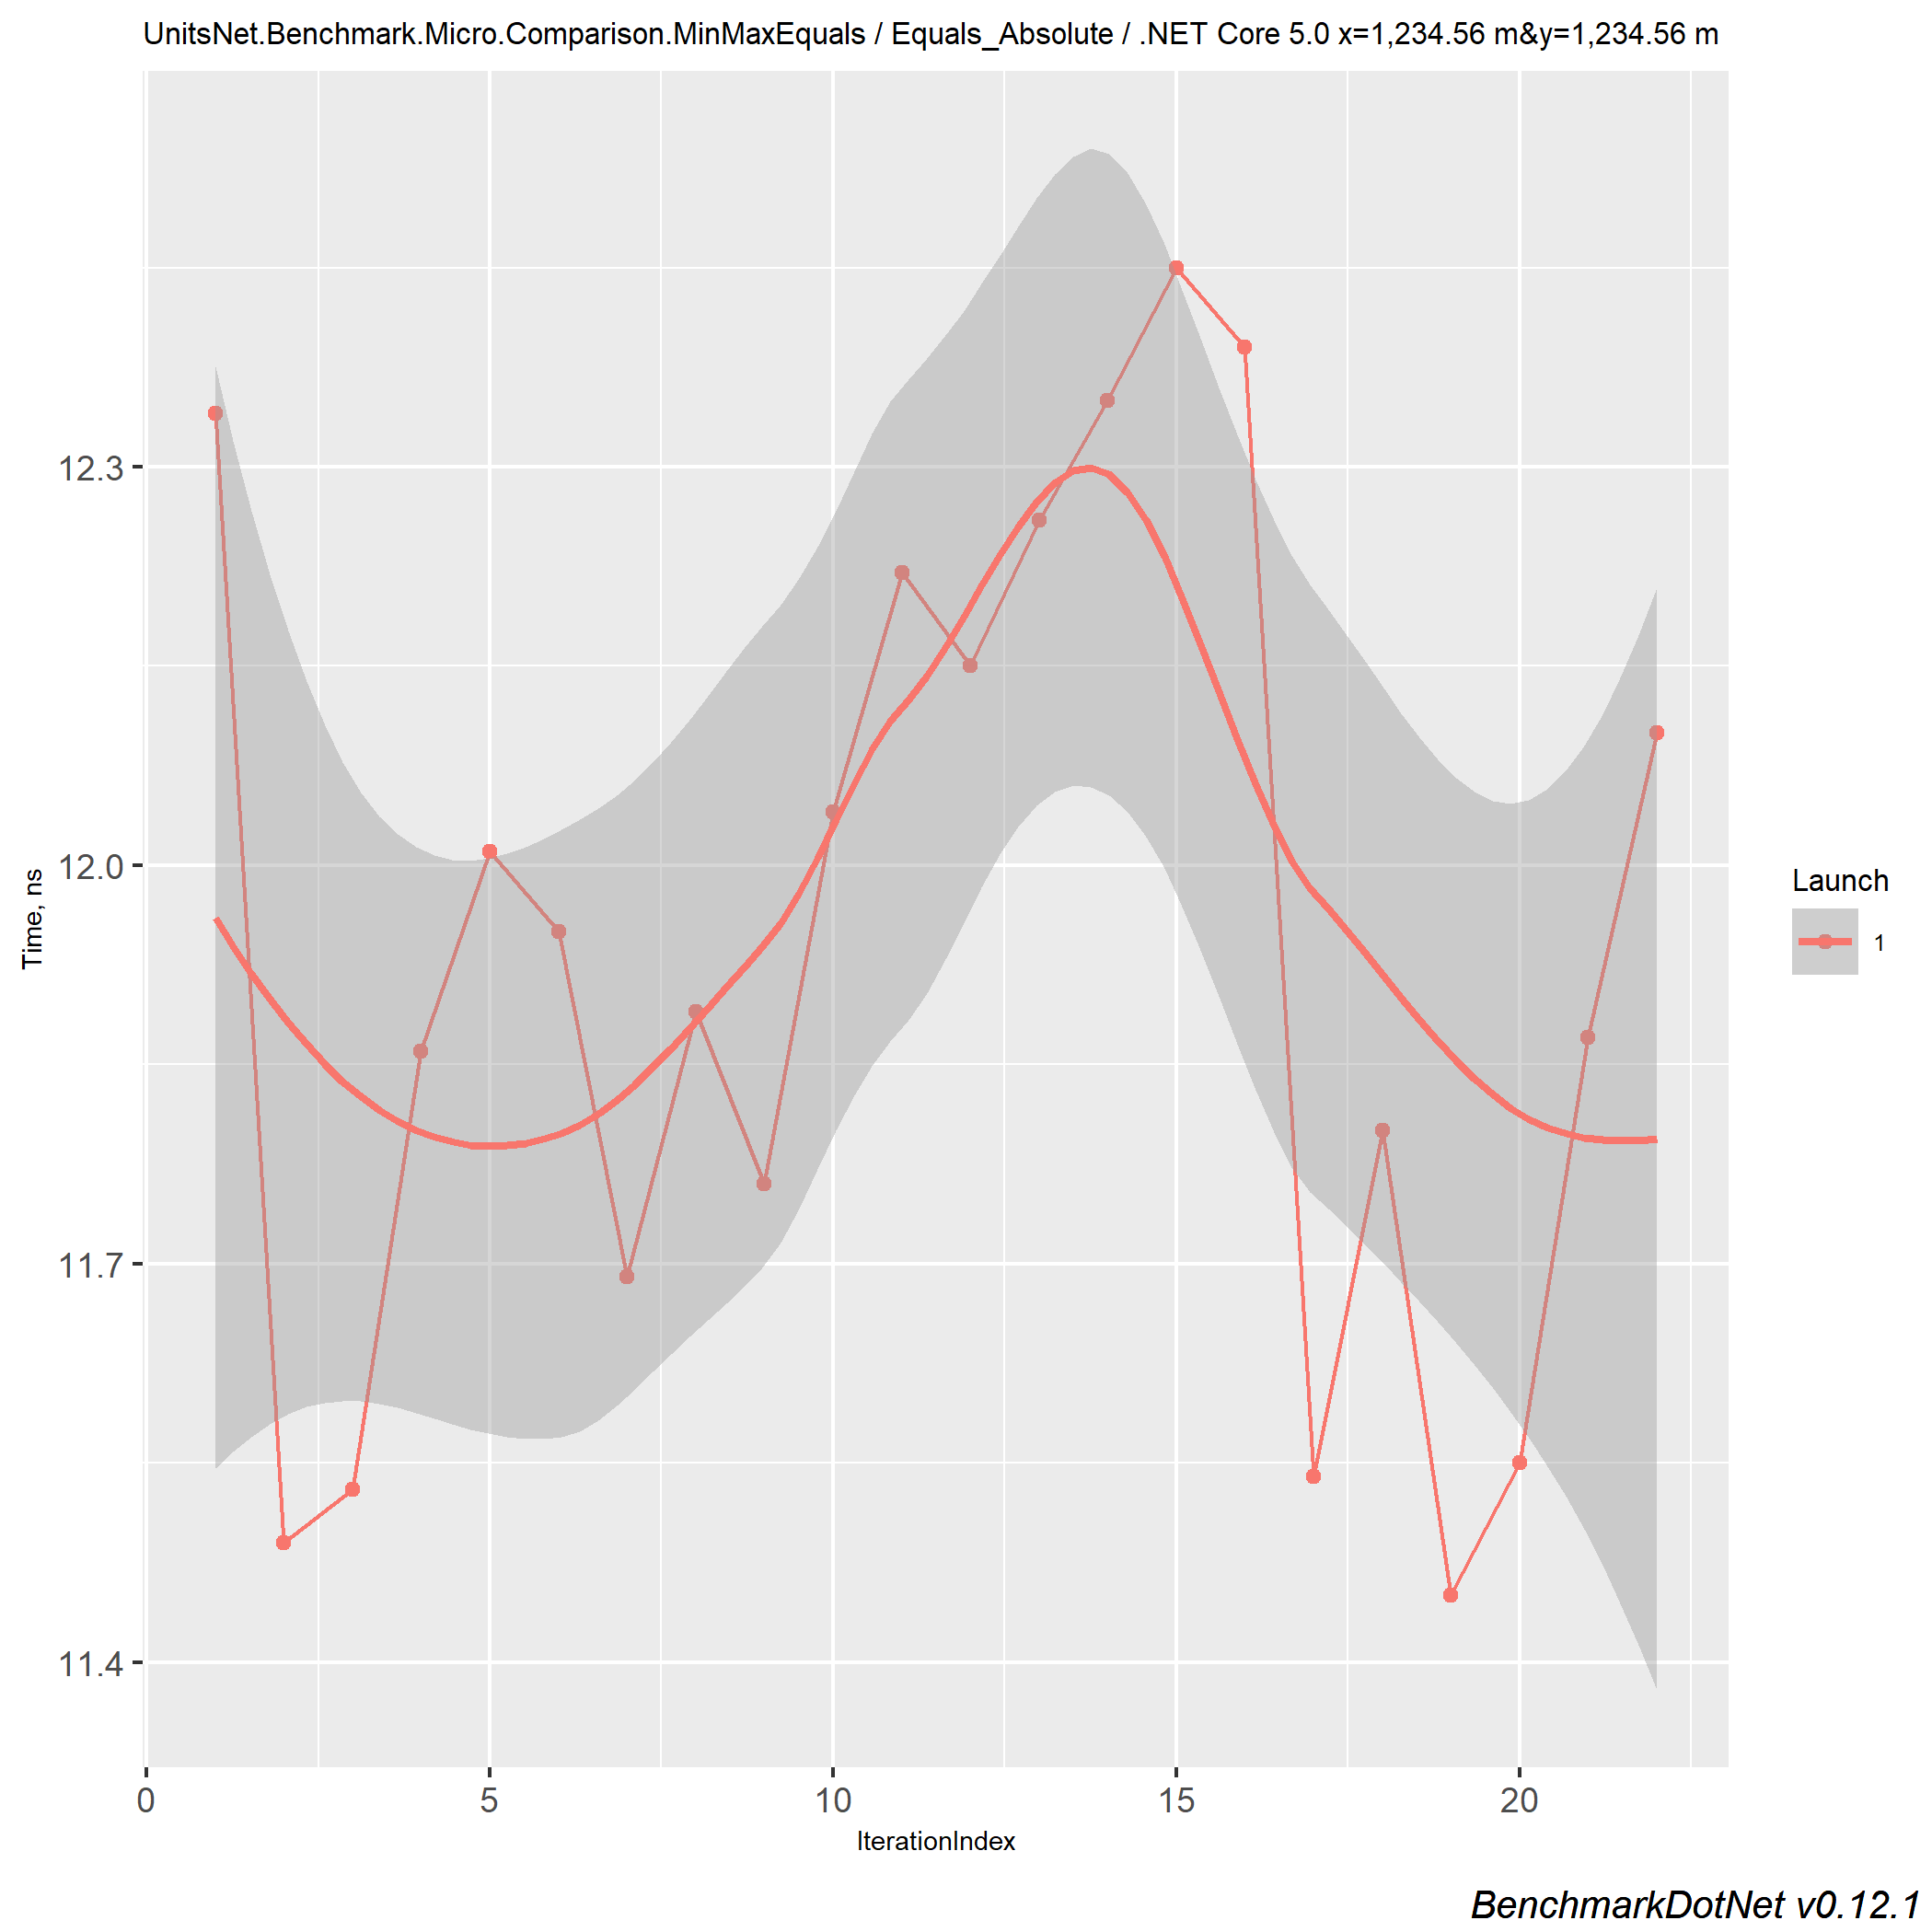 UnitsNet.Benchmark.Micro.Comparison.MinMaxEquals / Equals_Absolute / .NET Core 5.0 x=1,234.56 m&y=1,234.56 m
12.3
12.0
11.7
11.4
Time, ns
Launch
1
0 5 10 15 20
IterationIndex
BenchmarkDotNet v0.12.1